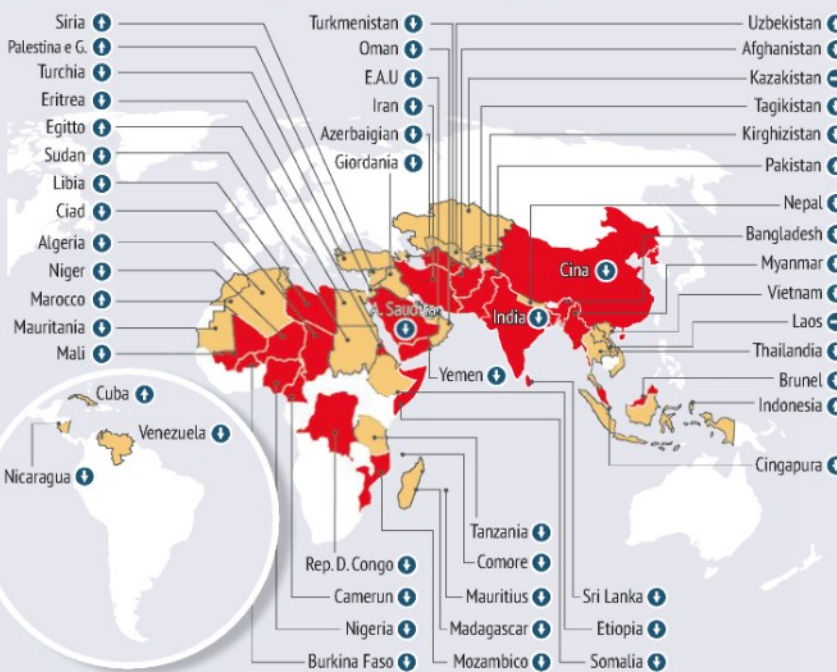 Siria
Palestina e G.
Turchia
Eritrea
Egitto
Sudan
Libia
Ciad
Algeria
Niger
Marocco
Mauritania
Mali
Turkmenistan
Oman
E.A.U
Iran
Azerbaigian
Giordania
Uzbekistan
Afghanistan
Kazakistan
Tagikistan
Kirghizistan
Pakistan
Nepal
Bangladesh
Myanmar
Vietnam
Laos
Thailandia
Brunel
Indonesia
Cingapura
Cina
India
A. Saudita
Yemen
Cuba
Venezuela
Nicaragua
Tanzania
Comore
Mauritius
Madagascar
Mozambico
Rep. D. Congo
Camerun
Nigeria
Burkina Faso
Sri Lanka
Etiopia
Somalia